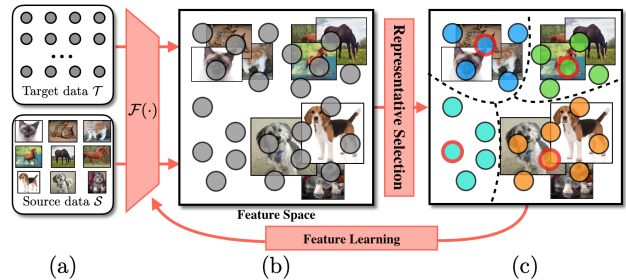 Target data 𝒯
Source data 𝒮
ℱ(·)
Feature Space
Representative Selection
Feature Learning
(a)
(b)
(c)